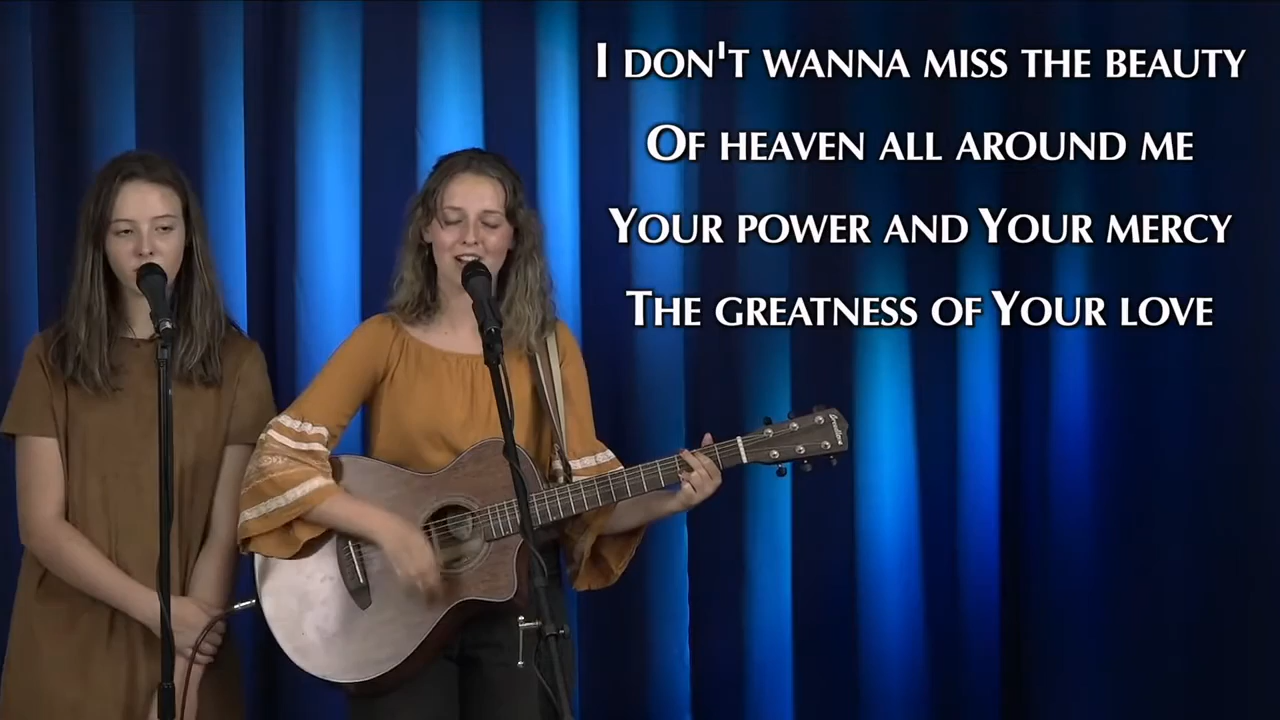 I DON'T WANNA MISS THE BEAUTY
OF HEAVEN ALL AROUND ME
YOUR POWER AND YOUR MERCY
THE GREATNESS OF YOUR LOVE